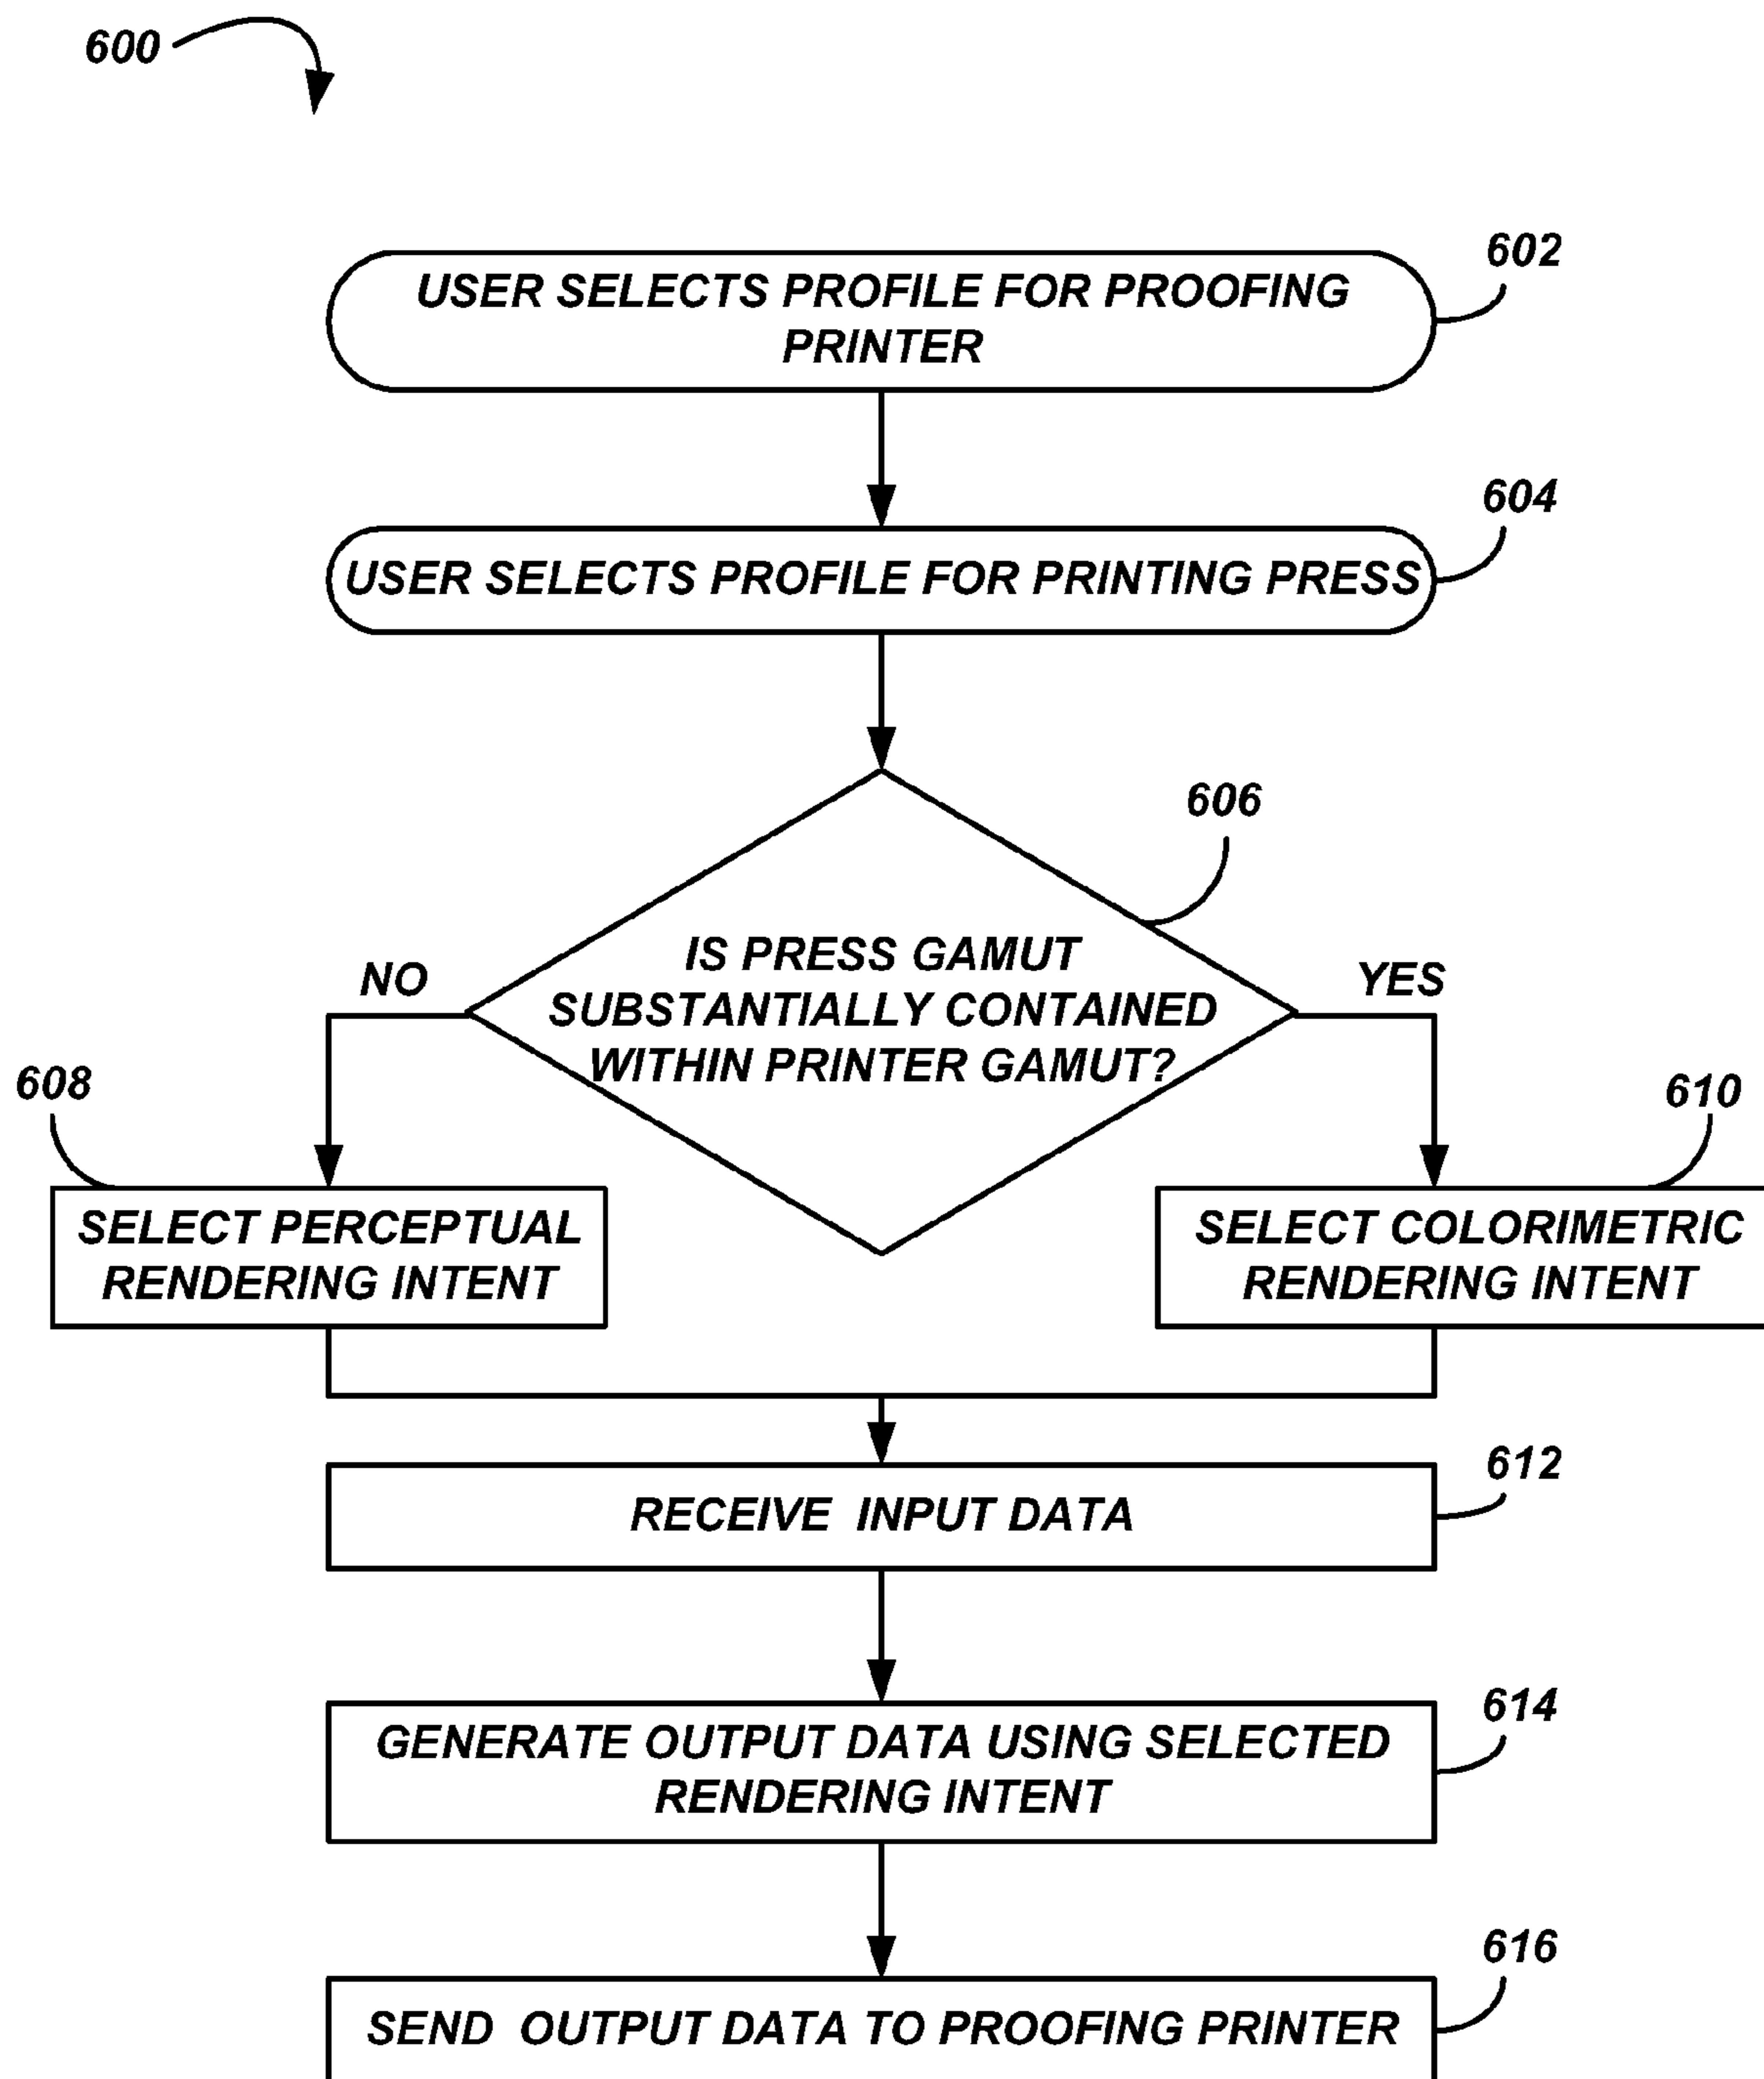 600
602
USER SELECTS PROFILE FOR PROOFING
PRINTER
604
USER SELECTS PROFILE FOR PRINTING PRESS
606
IS PRESS GAMUT
SUBSTANTIALLY CONTAINED
WITHIN PRINTER GAMUT?
NO
YES
608
610
SELECT PERCEPTUAL
RENDERING INTENT
SELECT COLORIMETRIC
RENDERING INTENT
612
RECEIVE INPUT DATA
614
GENERATE OUTPUT DATA USING SELECTED
RENDERING INTENT
616
SEND OUTPUT DATA TO PROOFING PRINTER